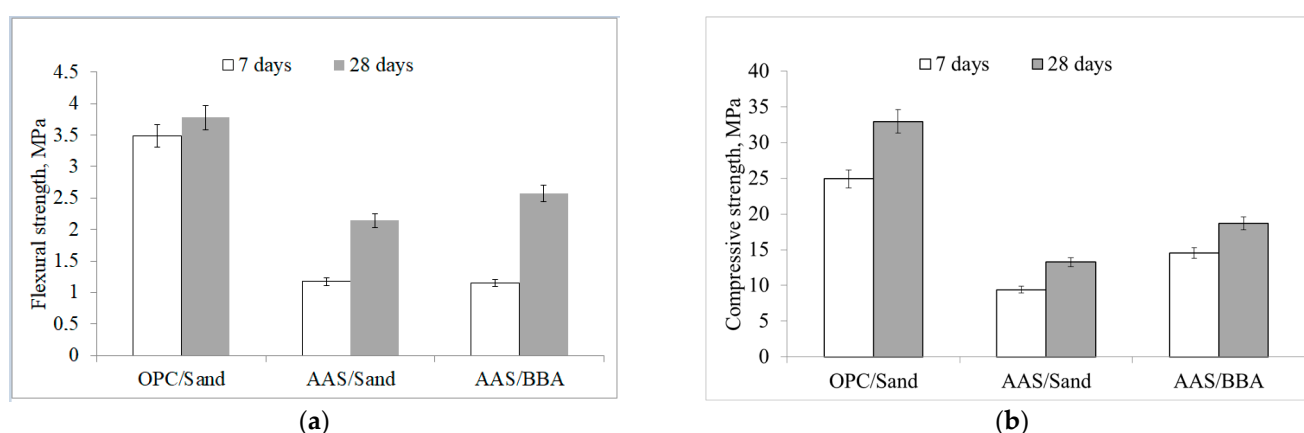 Flexural strength, MPa
7 days 28 days
4.5
4
3.5
3
2.5
2
1.5
1
0.5
0
OPC/Sand AAS/Sand AAS/BBA
(a)
Compressive strength, MPa
7 days 28 days
40
35
30
25
20
15
10
5
0
OPC/Sand AAS/Sand AAS/BBA
(b)